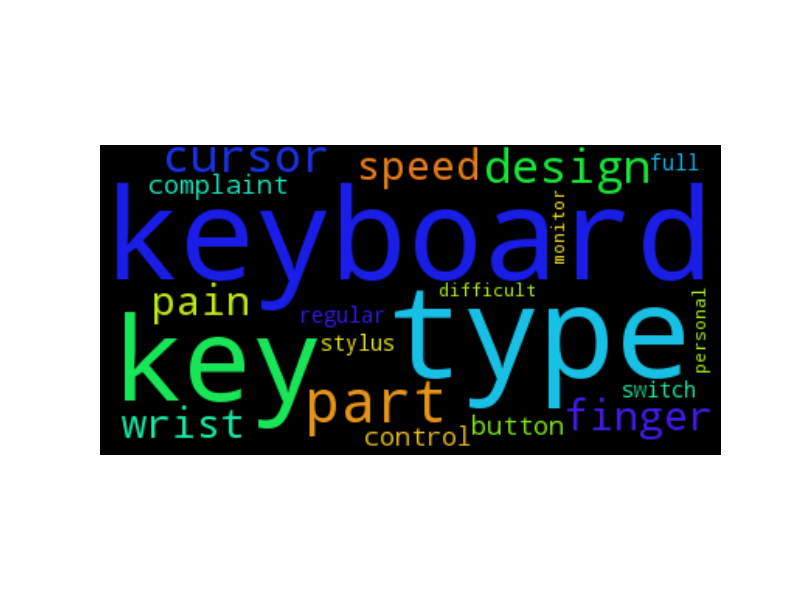 cursor
speed
design
full
complaint
keyboard
monitor
pain
difficult
personal
regular
type
key
stylus
part
switch
wrist
finger
button
control